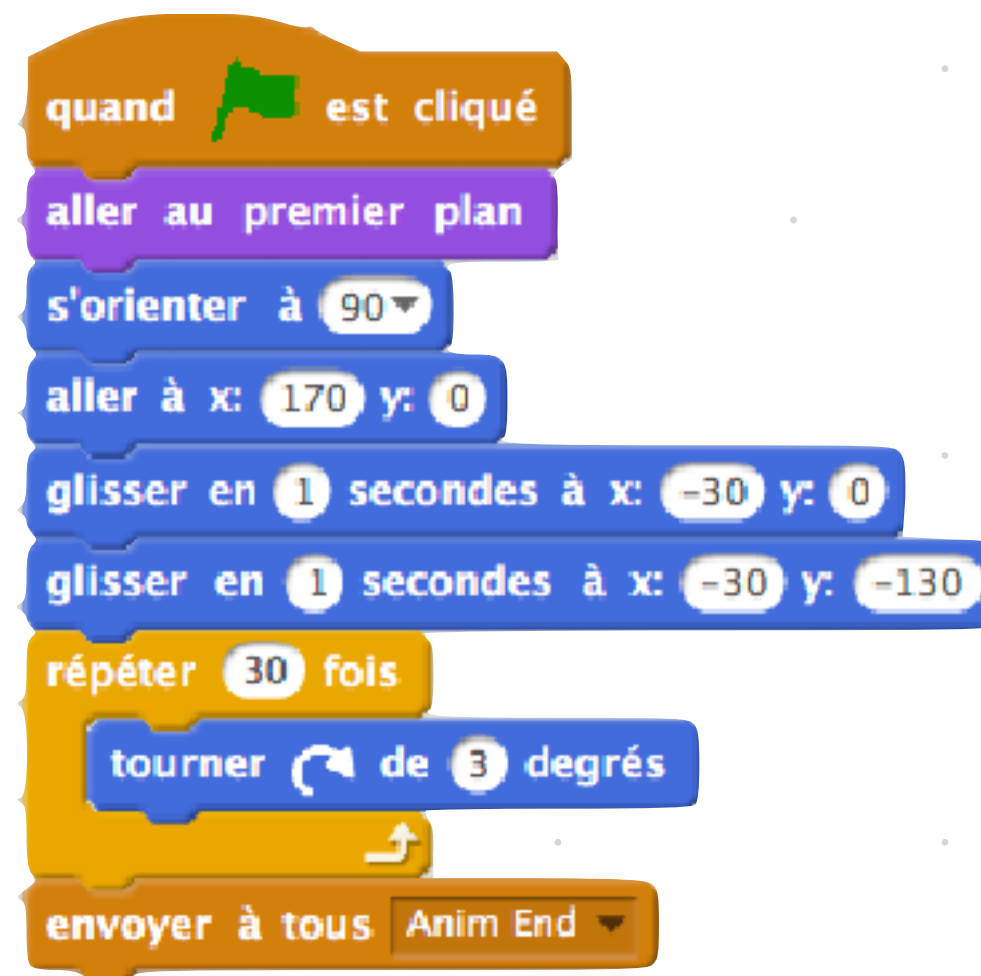 quand est cliqué
aller au premier plan
s'orienter à 90
aller à x: 170 y: 0
glisser en 1 secondes à x: -30 y: 0
glisser en 1 secondes à x: -30 y: -130
répéter 30 fois
tourner de 3 degrés
envoyer à tous Anim End